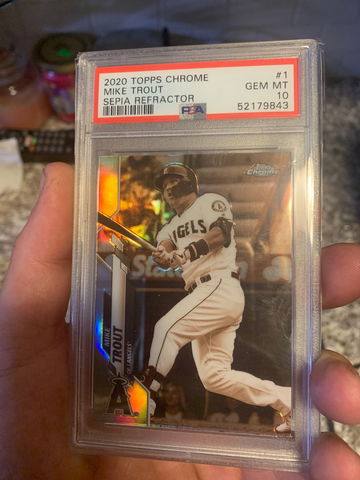 2020 TOPPS CHROME #1
MIKE TROUT GEM MT
SEPIA REFRACTOR 10
PSA 52179843
Topps
Chrome
ANGELS
MIKE
TROUT
ANGELS
A